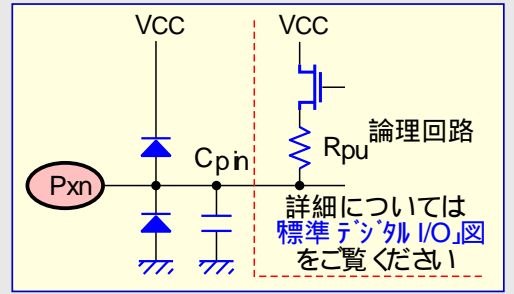 VCC
VCC
論理回路
Rpu
Cpin
Pxn
詳細については
「標準 デジタル I/O」図
をご覧ください